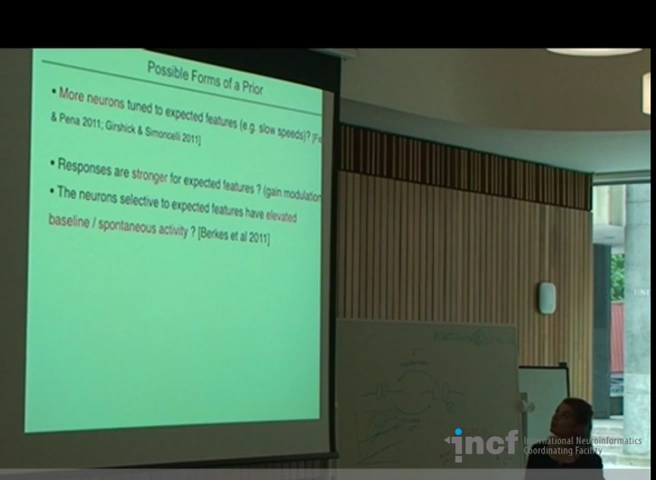 Possible Forms of a Prior
• More neurons tuned to expected features (e.g. slow speeds)? [Fis
& Pena 2011; Girshick & Simoncelli 2011]
• Responses are stronger for expected features ? (gain modulation
• The neurons selective to expected features have elevated
baseline / spontaneous activity ? [Berkes et al 2011]
incf International Neuroinformatics
Coordinating Facility